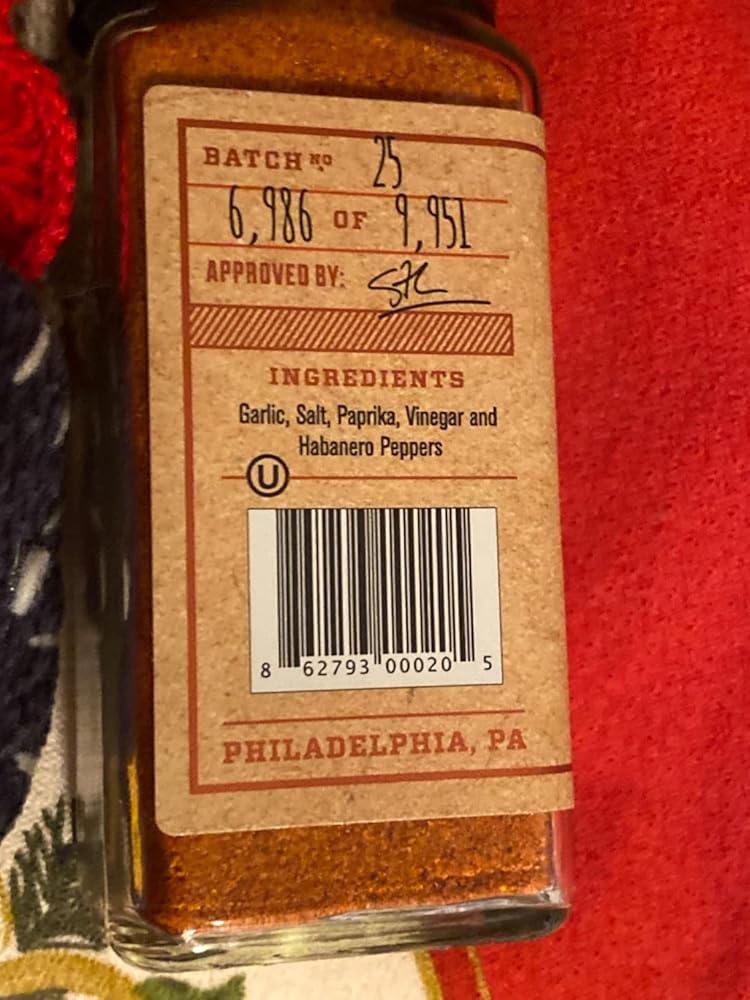 BATCH NO 25
6,986 OF 9,951
APPROVED BY:
INGREDIENTS
Garlic, Salt, Paprika, Vinegar and
Habanero Peppers
U
8 62793 00020 5
PHILADELPHIA, PA